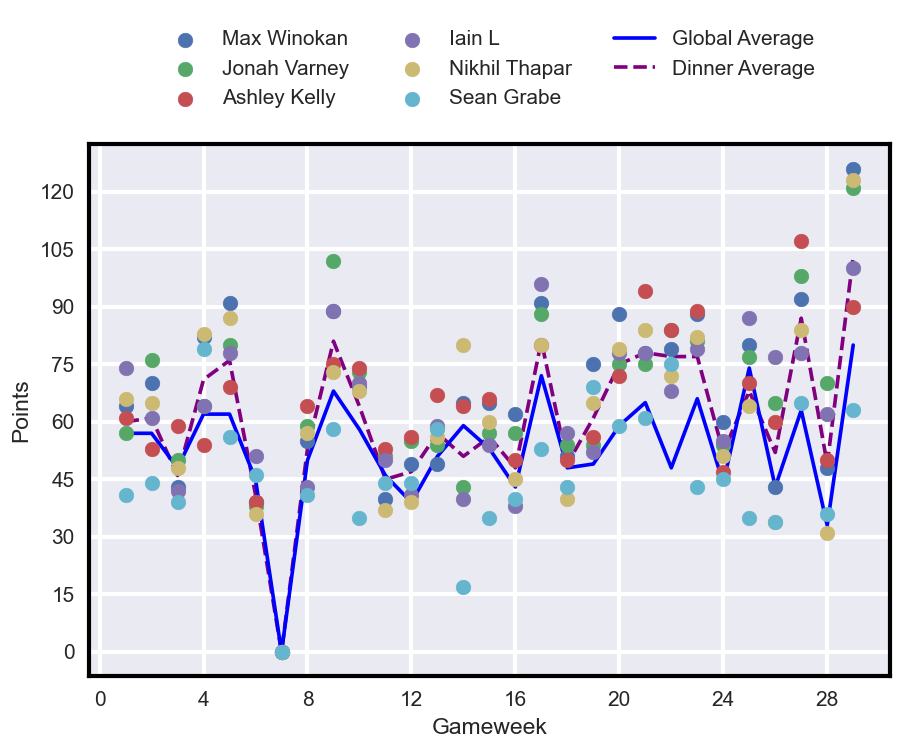 Max Winokan Iain L Global Average
Jonah Varney Nikhil Thapar Dinner Average
Ashley Kelly Sean Grabe
120
105
90
75
60
45
30
15
0
Points
0 4 8 12 16 20 24 28
Gameweek